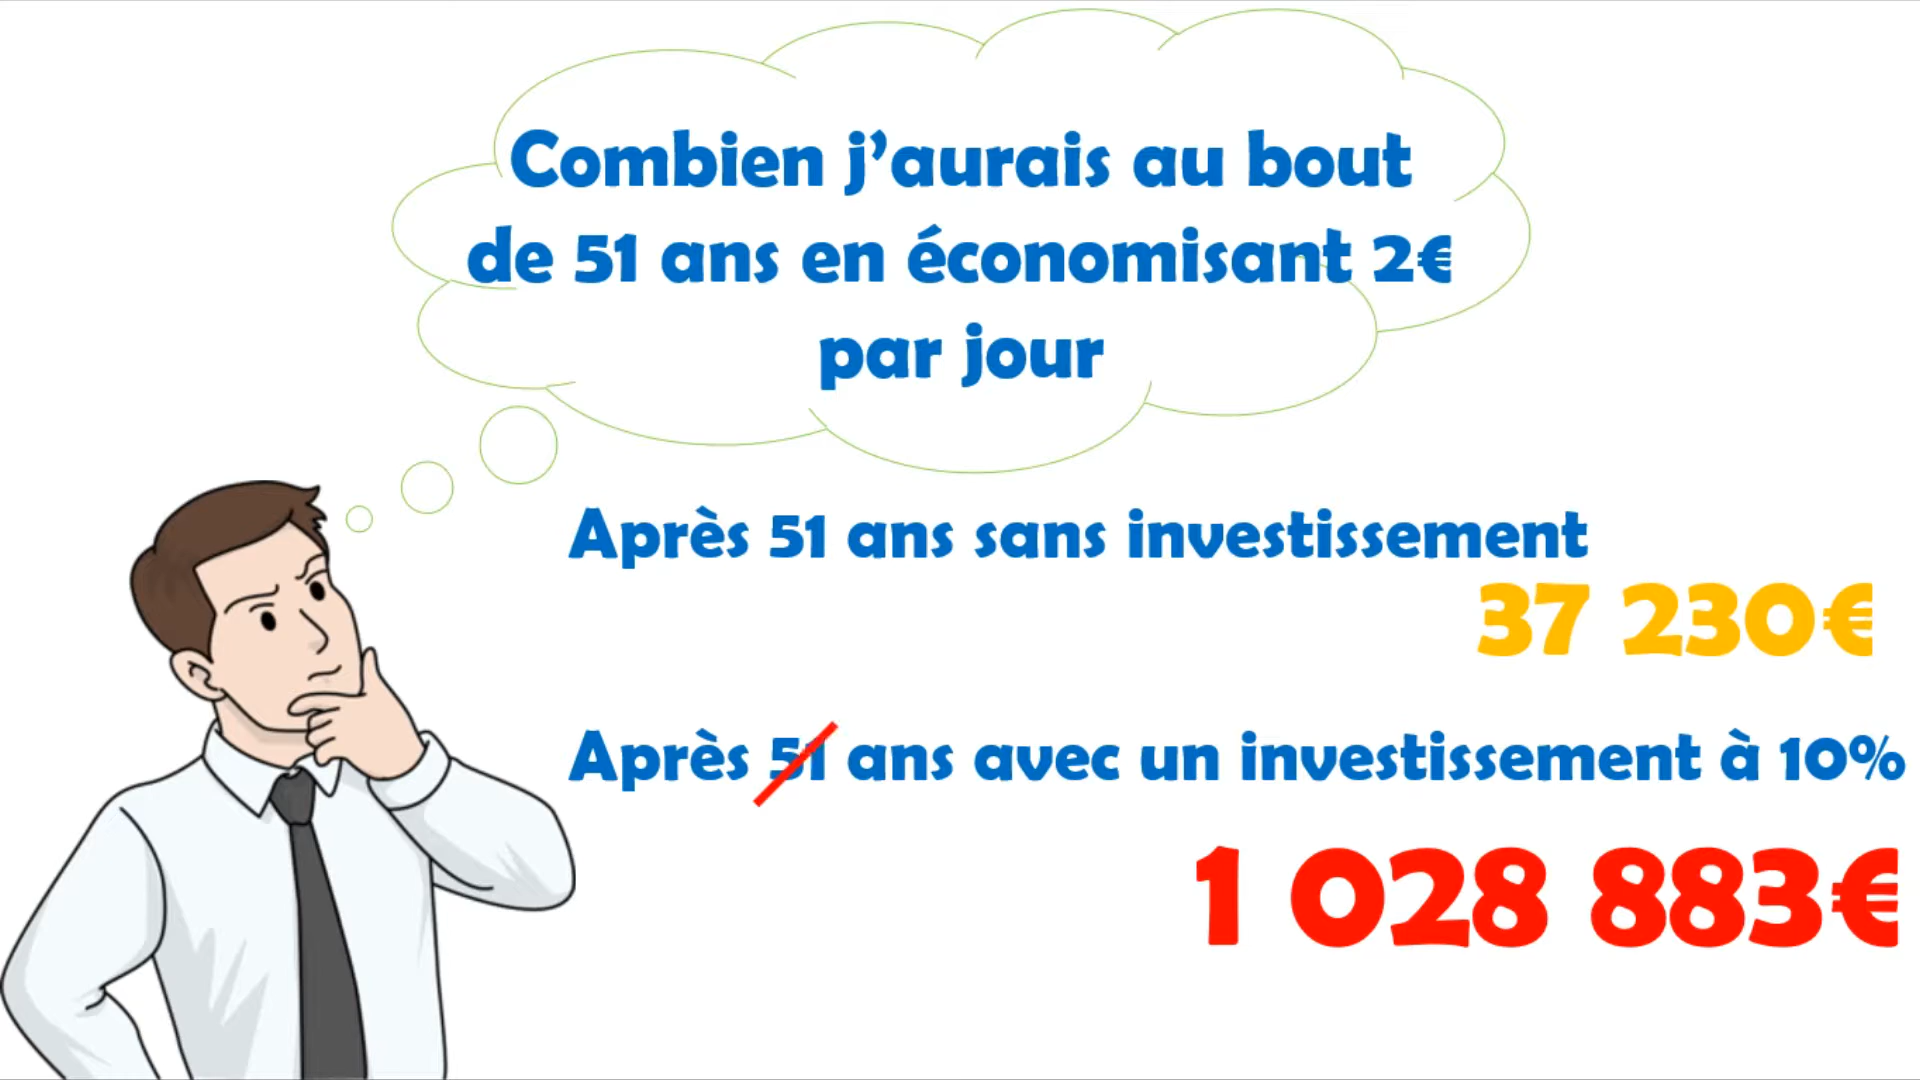 Combien j’aurais au bout
de 51 ans en économisant 2€
par jour
Après 51 ans sans investissement
37 230€
Après 51 ans avec un investissement à 10%
1 028 883€